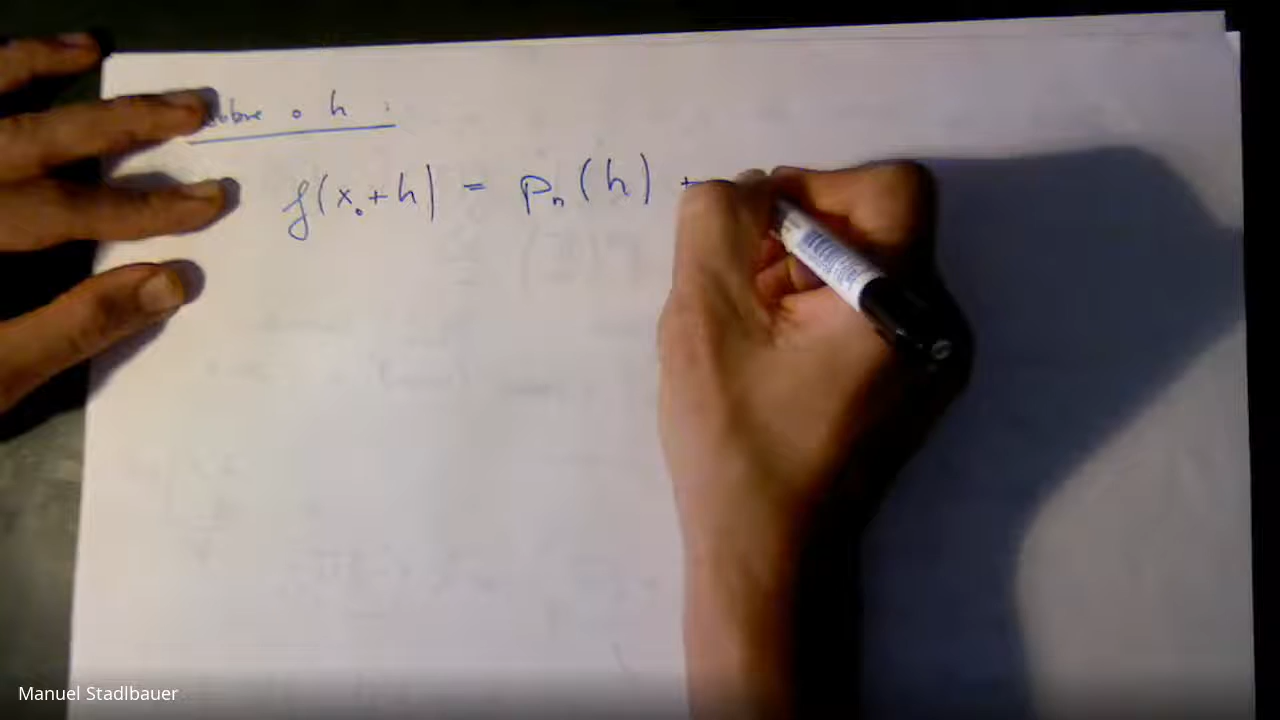 o h :
f(x₀+h) = pₙ(h) +
Manuel Stadlbauer